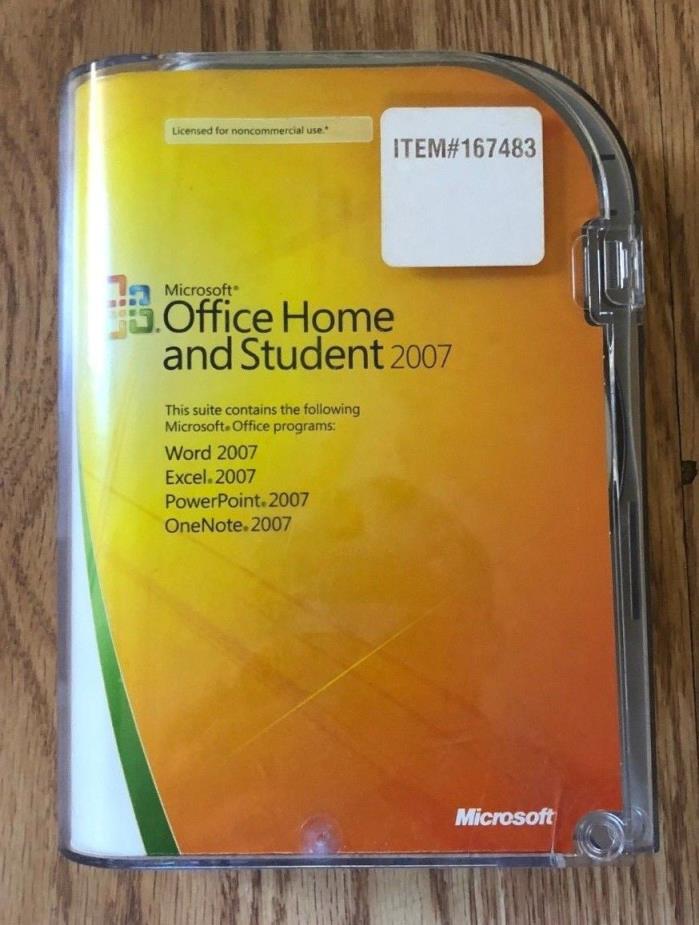 Licensed for noncommercial use.*
ITEM#167483
Microsoft®
Office Home
and Student 2007
This suite contains the following
Microsoft® Office programs:
Word 2007
Excel® 2007
PowerPoint® 2007
OneNote® 2007
Microsoft